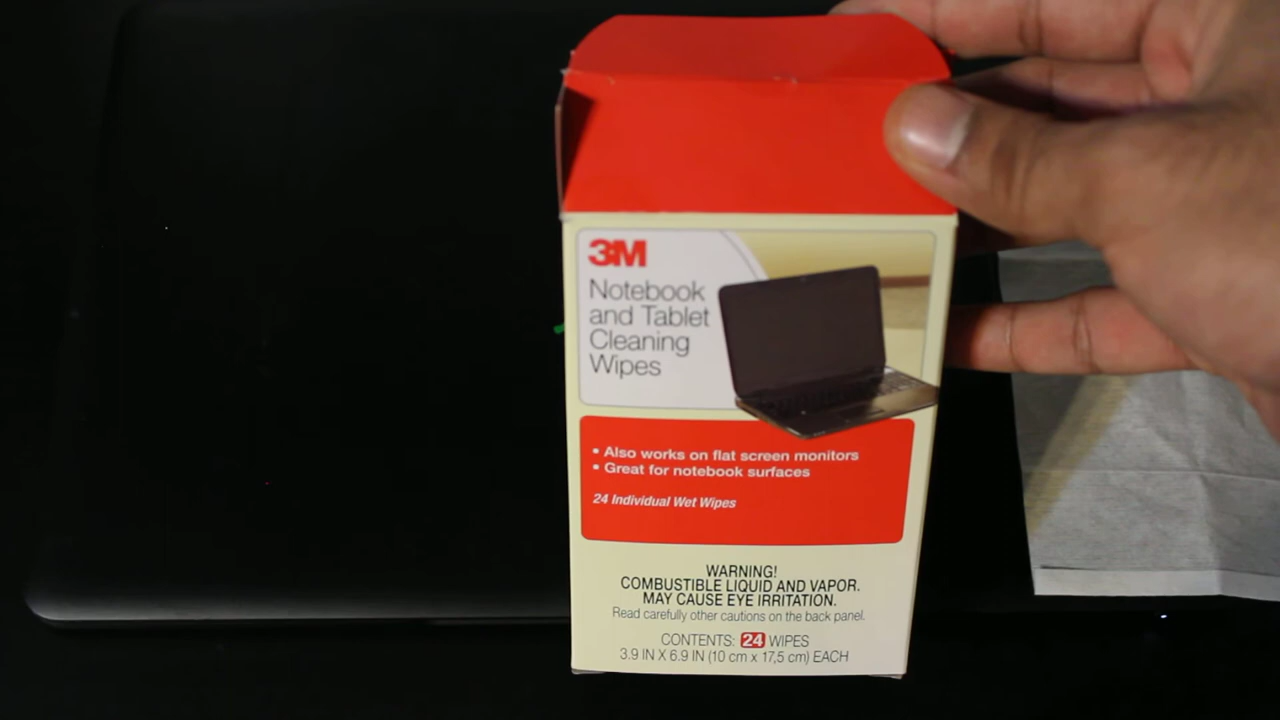 3M
Notebook
and Tablet
Cleaning
Wipes
• Also works on flat screen monitors
• Great for notebook surfaces
24 Individual Wet Wipes
WARNING!
COMBUSTIBLE LIQUID AND VAPOR.
MAY CAUSE EYE IRRITATION.
Read carefully other cautions on the back panel.
CONTENTS: 24 WIPES
3.9 IN X 6.9 IN (10 cm x 17,5 cm) EACH